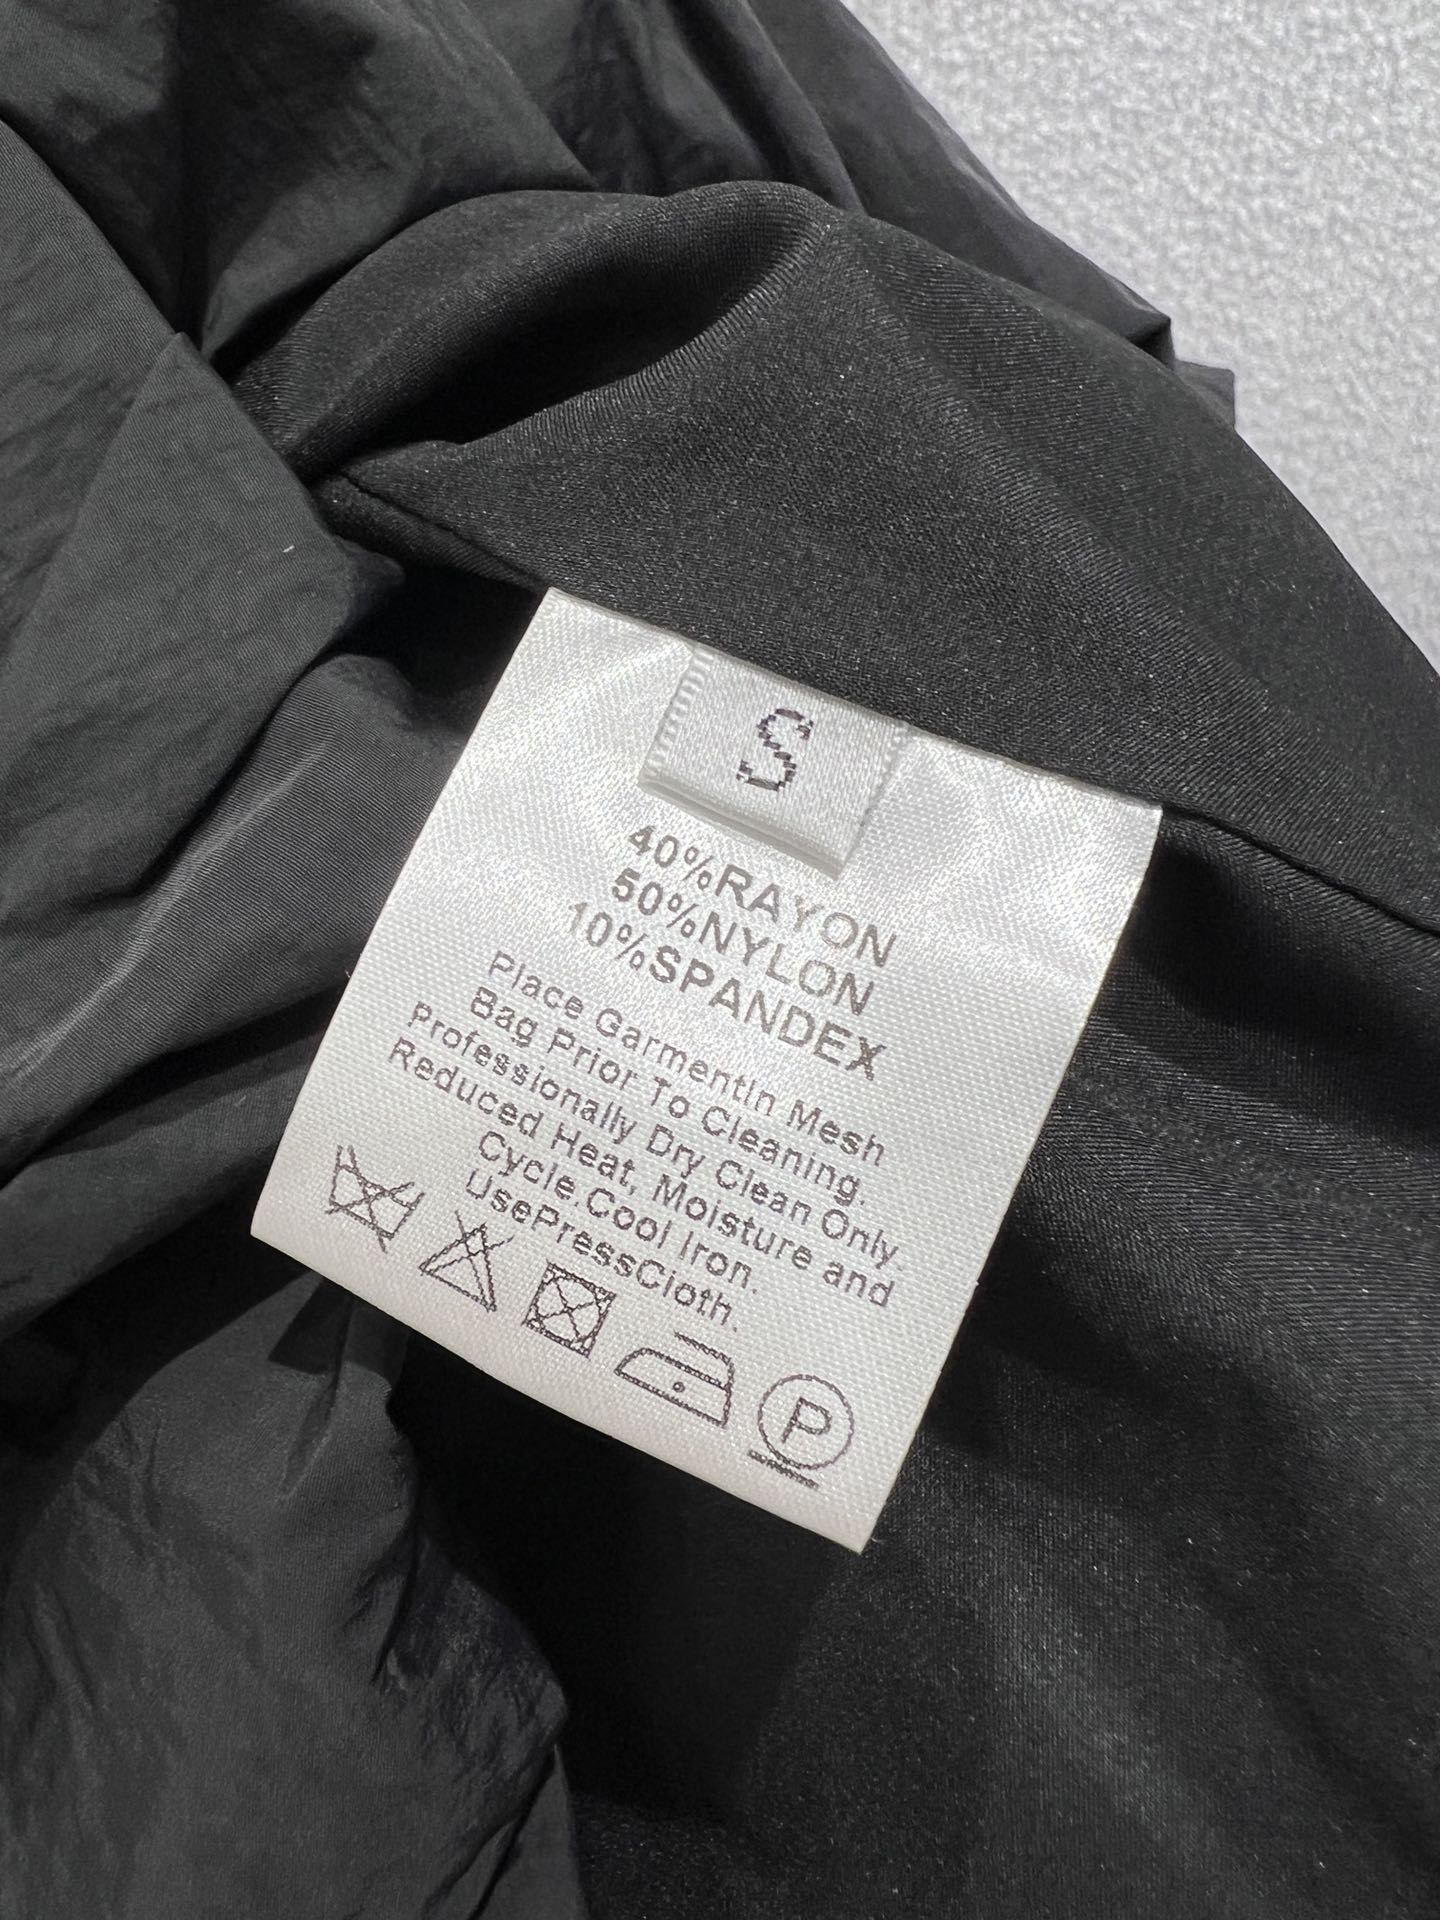 S
40%RAYON
50%NYLON
10%SPANDEX
Place GarmentIn Mesh
Bag Prior To Cleaning.
Professionally Dry Clean Only.
Reduced Heat, Moisture and
Cycle.Cool Iron.
UsePressCloth.
P